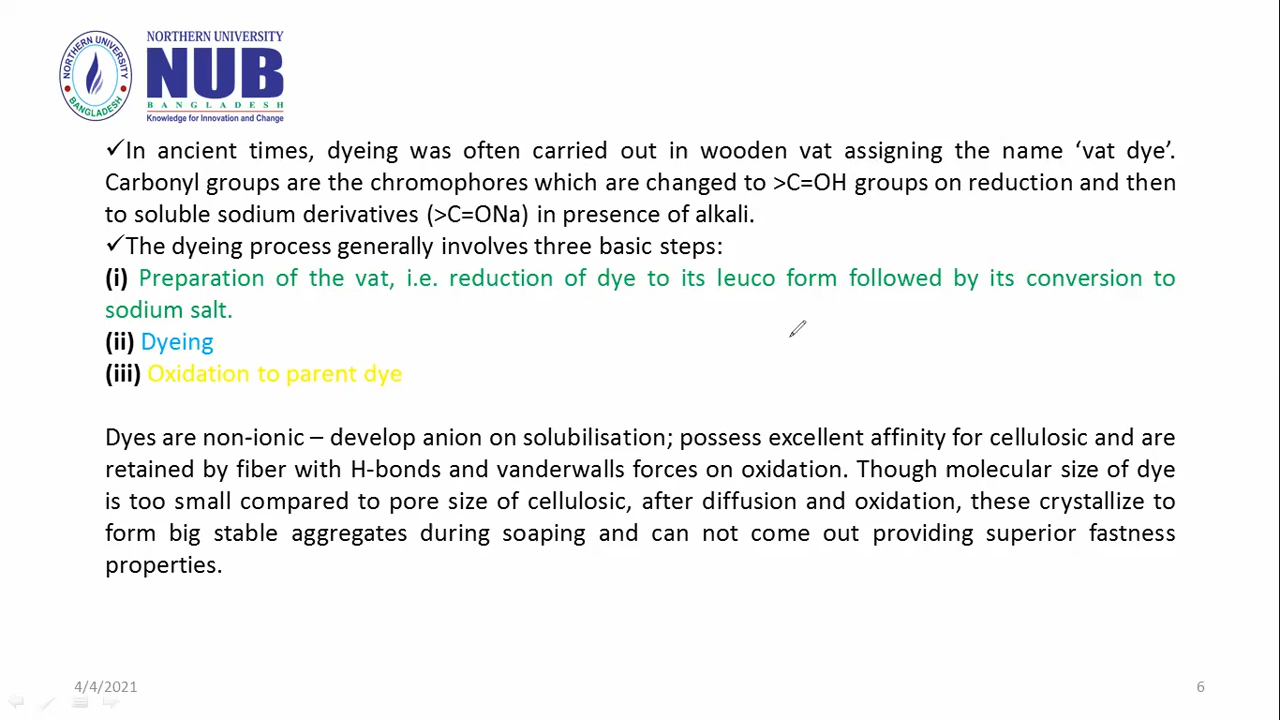 NORTHERN UNIVERSITY
NUB
BANGLADESH
Knowledge for Innovation and Change
NORTHERN UNIVERSITY
BANGLADESH
✓In ancient times, dyeing was often carried out in wooden vat assigning the name ‘vat dye’.
Carbonyl groups are the chromophores which are changed to >C=OH groups on reduction and then
to soluble sodium derivatives (>C=ONa) in presence of alkali.
✓The dyeing process generally involves three basic steps:
(i) Preparation of the vat, i.e. reduction of dye to its leuco form followed by its conversion to
sodium salt.
(ii) Dyeing
(iii) Oxidation to parent dye
Dyes are non-ionic – develop anion on solubilisation; possess excellent affinity for cellulosic and are
retained by fiber with H-bonds and vanderwalls forces on oxidation. Though molecular size of dye
is too small compared to pore size of cellulosic, after diffusion and oxidation, these crystallize to
form big stable aggregates during soaping and can not come out providing superior fastness
properties.
4/4/2021
6